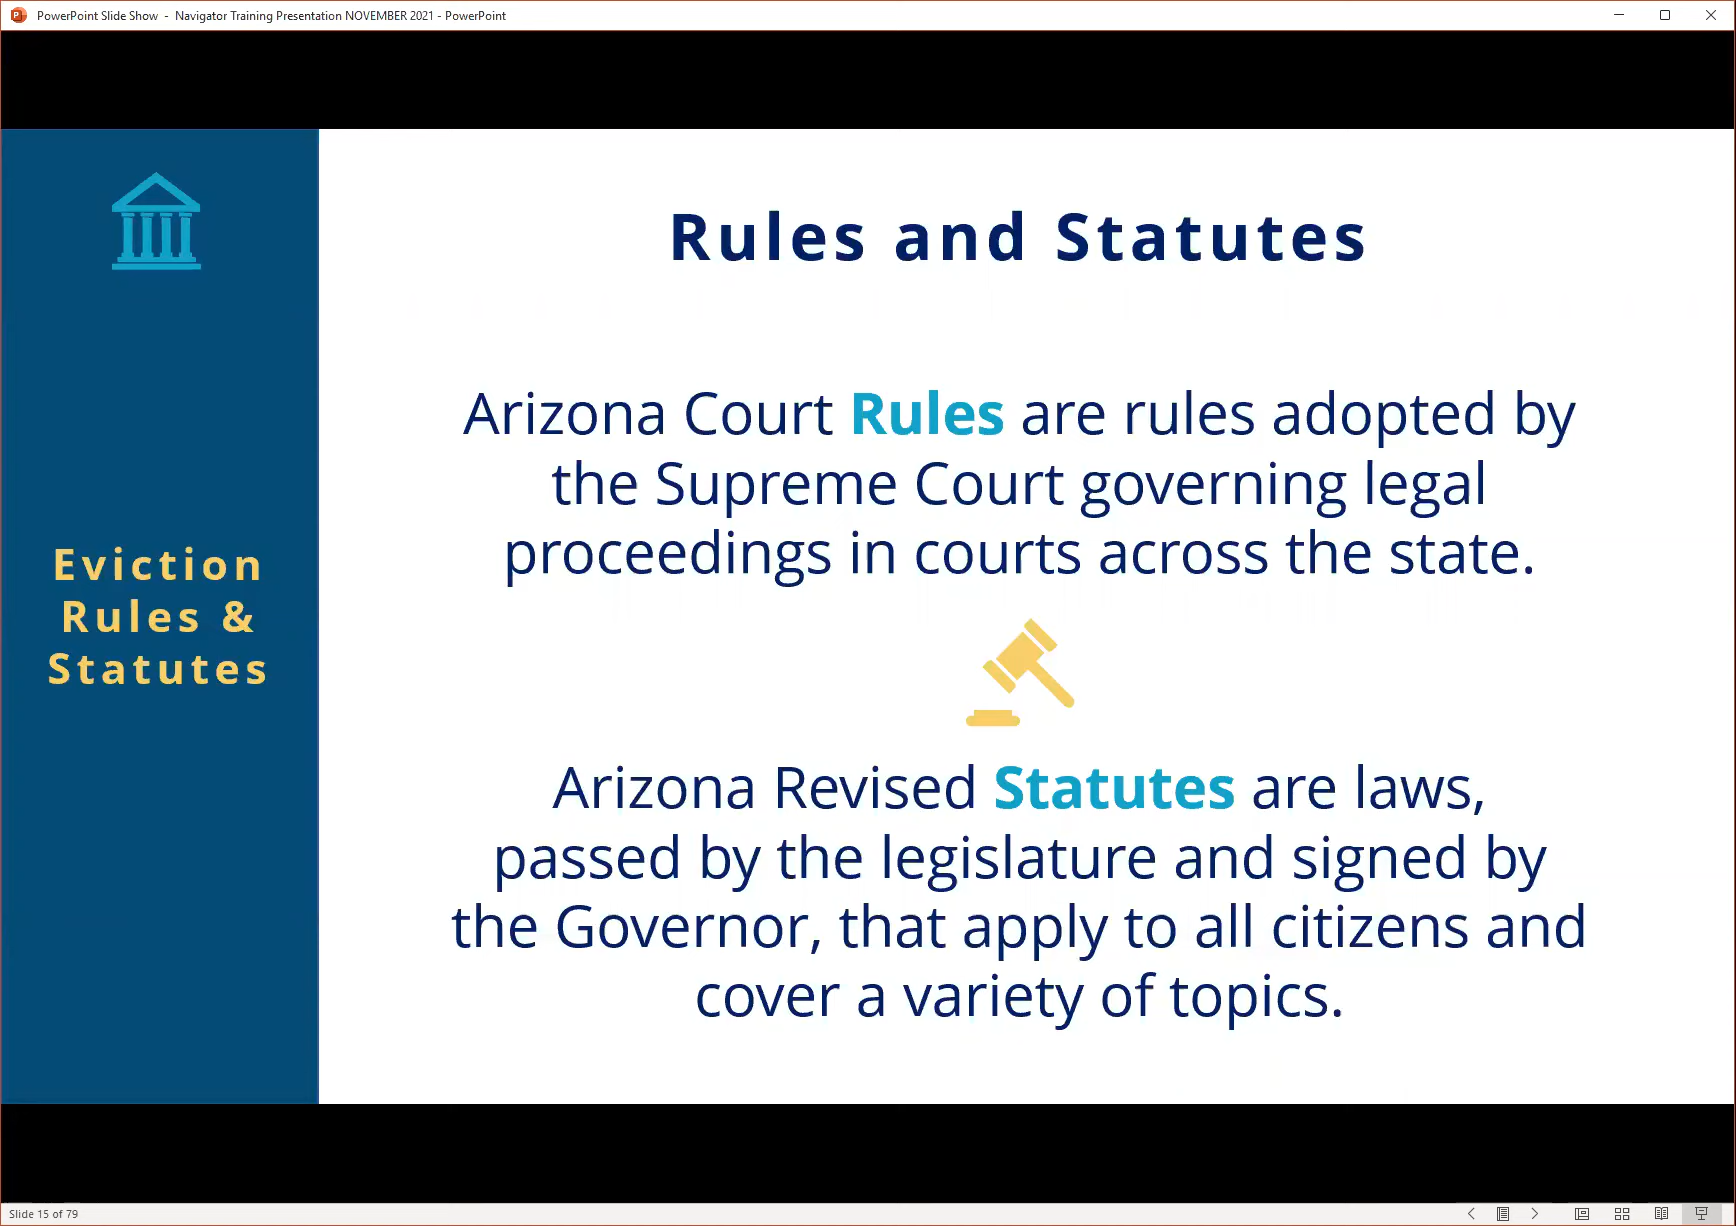 PowerPoint Slide Show - Navigator Training Presentation NOVEMBER 2021 - PowerPoint
Eviction
Rules &
Statutes
Rules and Statutes
Arizona Court Rules are rules adopted by
the Supreme Court governing legal
proceedings in courts across the state.
Arizona Revised Statutes are laws,
passed by the legislature and signed by
the Governor, that apply to all citizens and
cover a variety of topics.
Slide 15 of 79